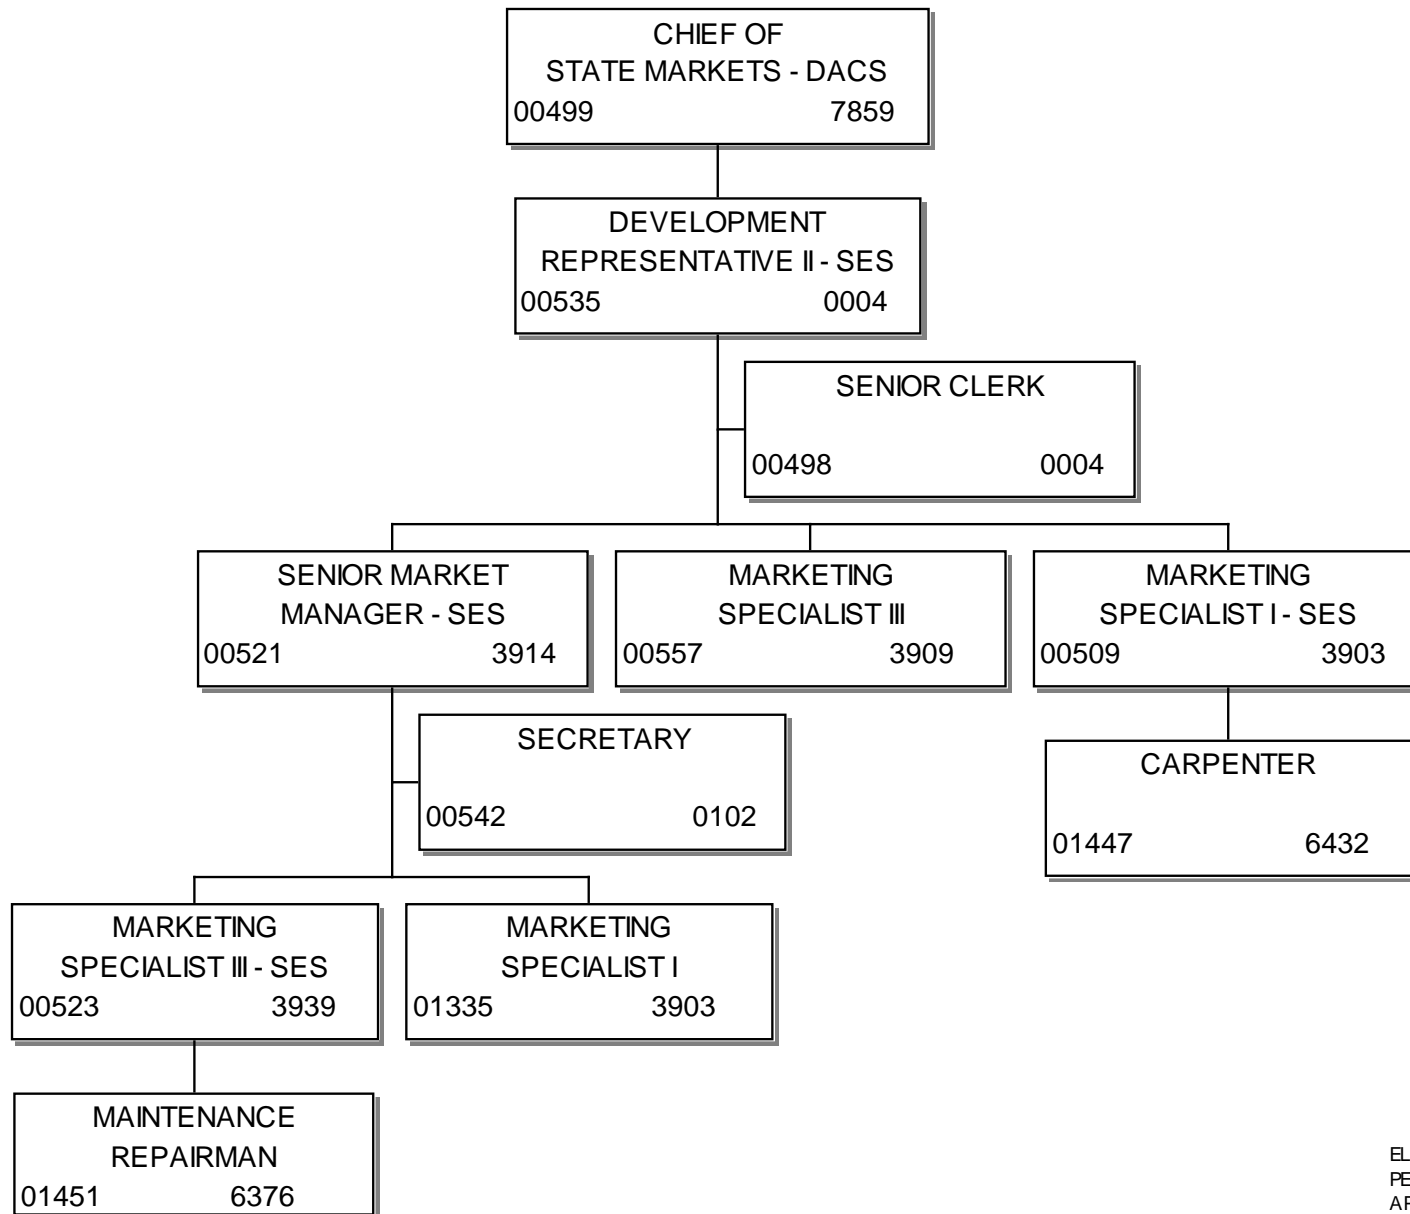 CHIEF OF
STATE MARKETS - DACS
00499 7859
DEVELOPMENT
REPRESENTATIVE II - SES
00535 0004
SENIOR CLERK
00498 0004
SENIOR MARKET
MANAGER - SES
00521 3914
MARKETING
SPECIALIST III
00557 3909
MARKETING
SPECIALIST I - SES
00509 3903
SECRETARY
00542 0102
CARPENTER
01447 6432
MARKETING
SPECIALIST III - SES
00523 3939
MARKETING
SPECIALIST I
01335 3903
MAINTENANCE
REPAIRMAN
01451 6376